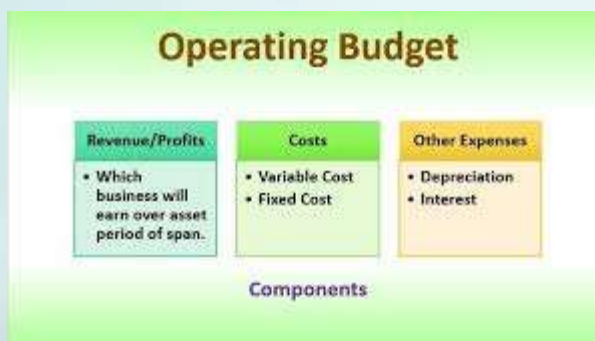 Operating Budget
Revenue/Profits
• Which
business will
earn over asset
period of span.
Costs
• Variable Cost
• Fixed Cost
Other Expenses
• Depreciation
• Interest
Components